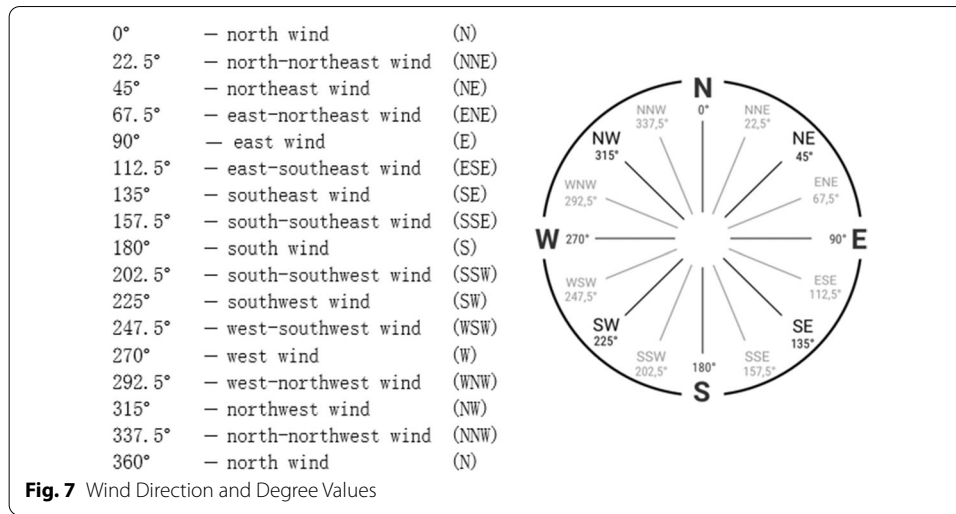 0° — north wind (N)
22.5° — north-northeast wind (NNE)
45° — northeast wind (NE)
67.5° — east-northeast wind (ENE)
90° — east wind (E)
112.5° — east-southeast wind (ESE)
135° — southeast wind (SE)
157.5° — south-southeast wind (SSE)
180° — south wind (S)
202.5° — south-southwest wind (SSW)
225° — southwest wind (SW)
247.5° — west-southwest wind (WSW)
270° — west wind (W)
292.5° — west-northwest wind (WNW)
315° — northwest wind (NW)
337.5° — north-northwest wind (NNW)
360° — north wind (N)
N
0°
NNE
22,5°
NE
45°
ENE
67,5°
90° E
ESE
112,5°
SE
135°
SSE
157,5°
180°
S
SSW
202,5°
SW
225°
WSW
247,5°
W 270°
WNW
292,5°
NW
315°
NNW
337,5°
Fig. 7 Wind Direction and Degree Values